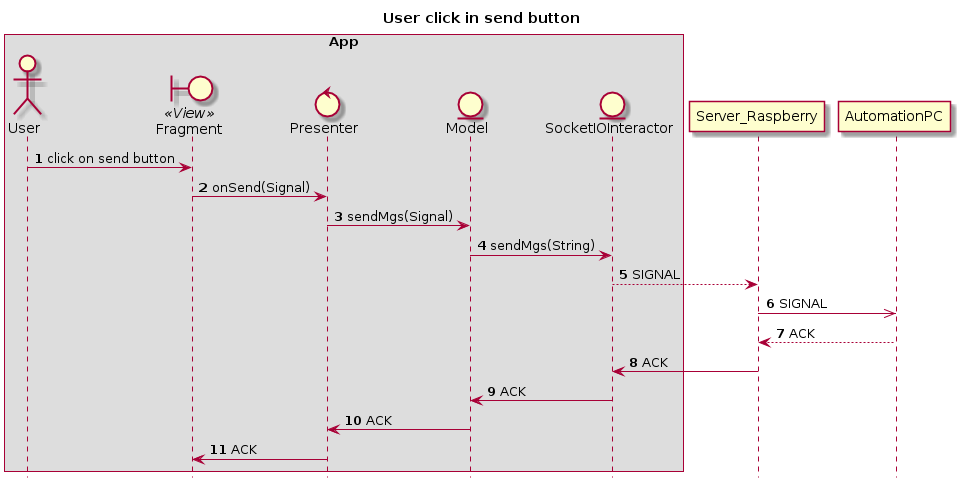 User click in send button
App
User
«View»
Fragment
Presenter
Model
SocketIOInteractor
Server_Raspberry
AutomationPC
1 click on send button
2 onSend(Signal)
3 sendMgs(Signal)
4 sendMgs(String)
5 SIGNAL
6 SIGNAL
7 ACK
8 ACK
9 ACK
10 ACK
11 ACK